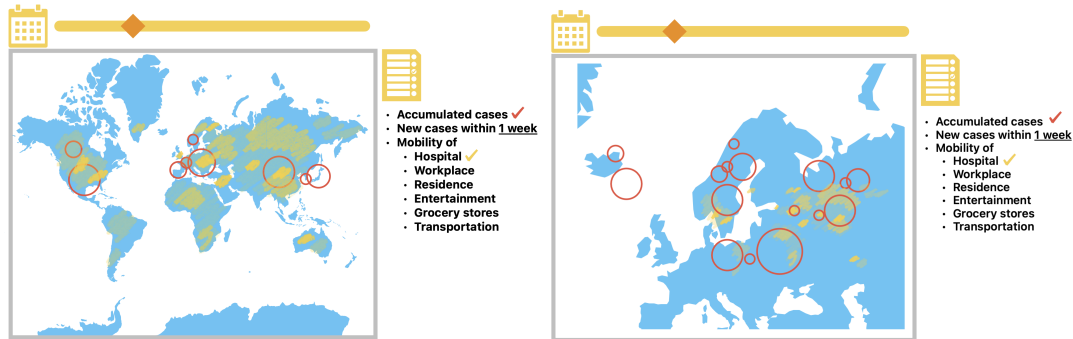 Accumulated cases
New cases within 1 week
Mobility of
Hospital
Workplace
Residence
Entertainment
Grocery stores
Transportation
Accumulated cases
New cases within 1 week
Mobility of
Hospital
Workplace
Residence
Entertainment
Grocery stores
Transportation